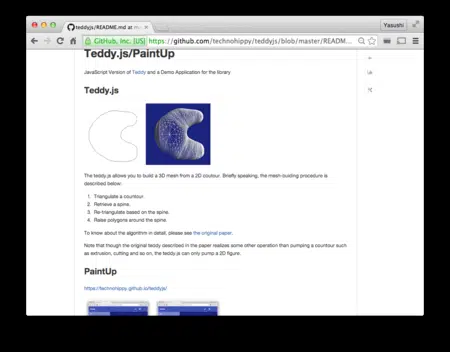 teddyjs/README.md at m
Yasushi
GitHub, Inc. [US] https://github.com/technohippy/teddyjs/blob/master/README...
Teddy.js/PaintUp
JavaScript Version of Teddy and a Demo Application for the library
Teddy.js
The teddy.js allows you to build a 3D mesh from a 2D coutour. Briefly speaking, the mesh building procedure is
described below:
1. Triangulate a countour.
2. Retrieve a spine.
3. Re-triangulate based on the spine.
4. Raise polygons around the spine.
To know about the algorithm in detail, please see the original paper.
Note that though the original teddy described in the paper realizes some other operation than pumping a countour such
as extrusion, cutting and so on, the teddy.js can only pump a 2D figure.
PaintUp
https://technohippy.github.io/teddyjs/